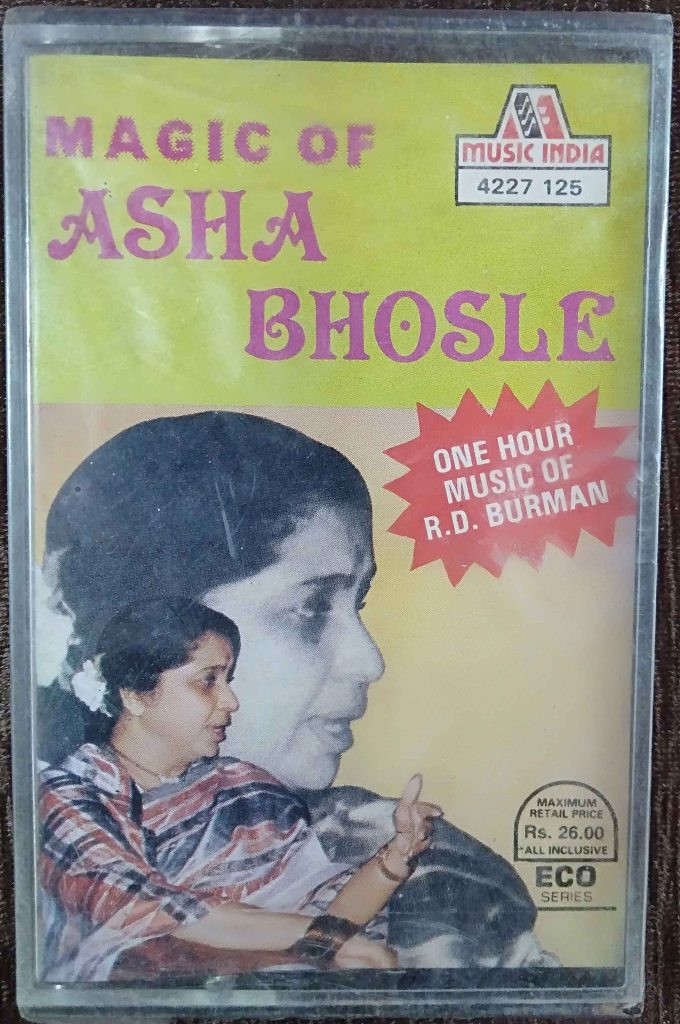 MAGIC OF
ASHA
BHOSLE
MUSIC INDIA
4227 125
ONE HOUR
MUSIC OF
R.D. BURMAN
MAXIMUM
RETAIL PRICE
Rs. 26.00
ALL INCLUSIVE
ECO
SERIES